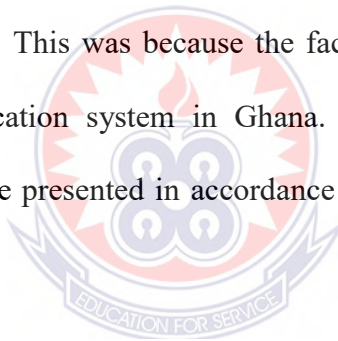 This was because the fac
cation system in Ghana.
e presented in accordance
EDUCATION FOR SERVICE